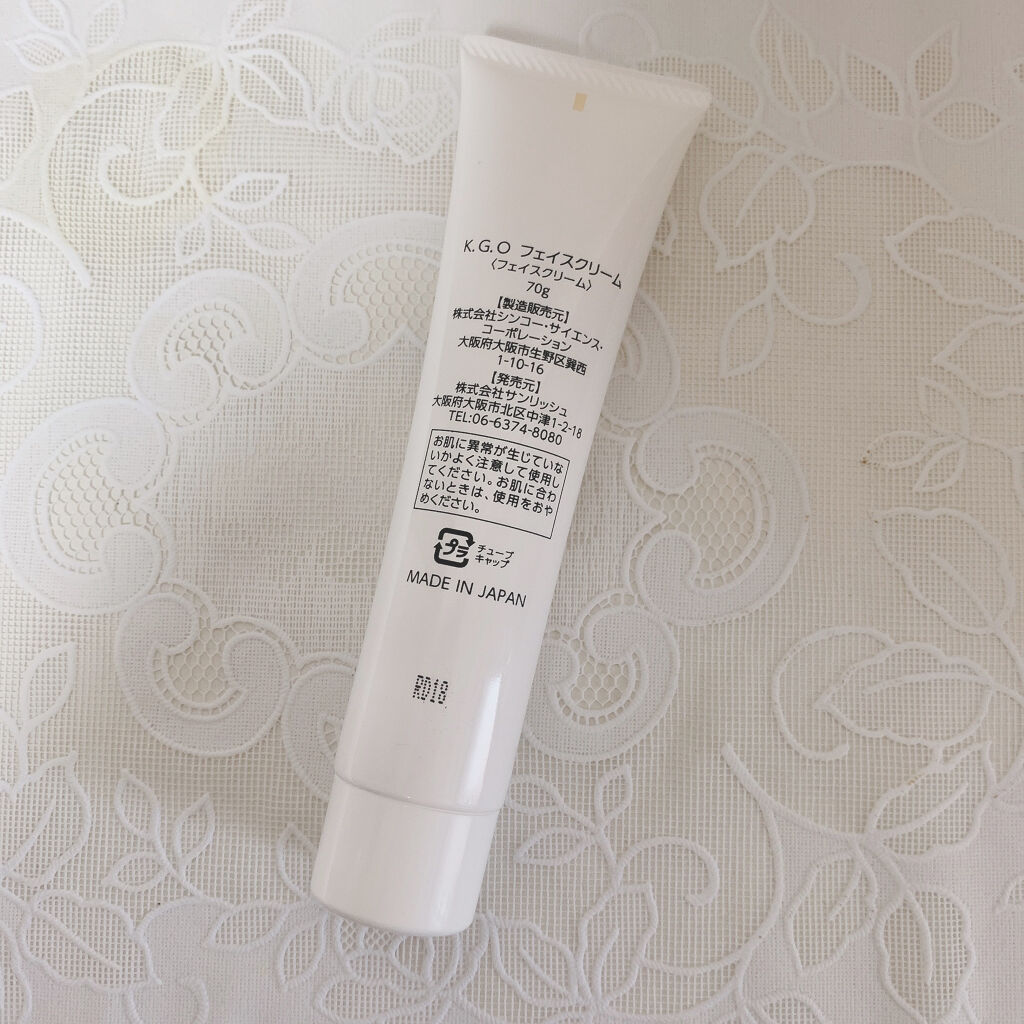 K.G.O フェイスクリーム
〈フェイスクリーム〉
70g
【製造販売元】
株式会社シンコー・サイエンス・
コーポレーション
大阪府大阪市生野区巽西
1-10-16
【発売元】
株式会社サンリッシュ
大阪府大阪市北区中津1-2-18
TEL:06-6374-8080
お肌に異常が生じていな
いかよく注意して使用し
てください。お肌に合わ
ないときは、使用をおや
めください。
プラ
チューブ
キャップ
MADE IN JAPAN
RD18